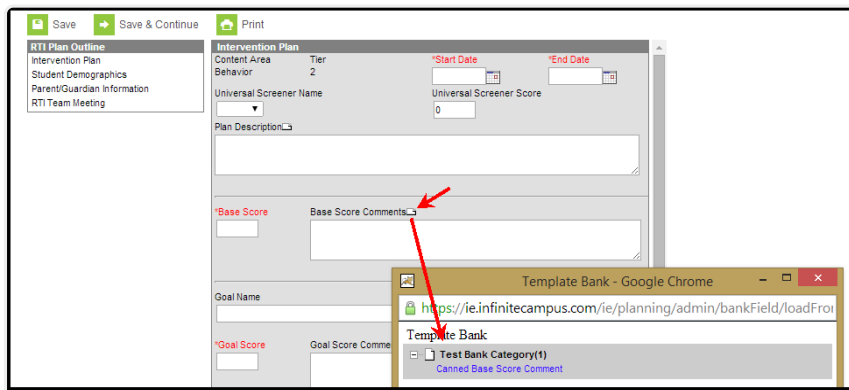 Save Save & Continue Print
RTI Plan Outline
Intervention Plan
Student Demographics
Parent/Guardian Information
RTI Team Meeting
Intervention Plan
Content Area Tier *Start Date *End Date
Behavior 2
Universal Screener Name Universal Screener Score
0
Plan Description
*Base Score Base Score Comments
Goal Name
*Goal Score Goal Score Comme
Template Bank - Google Chrome
https://ie.infinitecampus.com/ie/planning/admin/bankField/loadFro
Template Bank
Test Bank Category(1)
Canned Base Score Comment